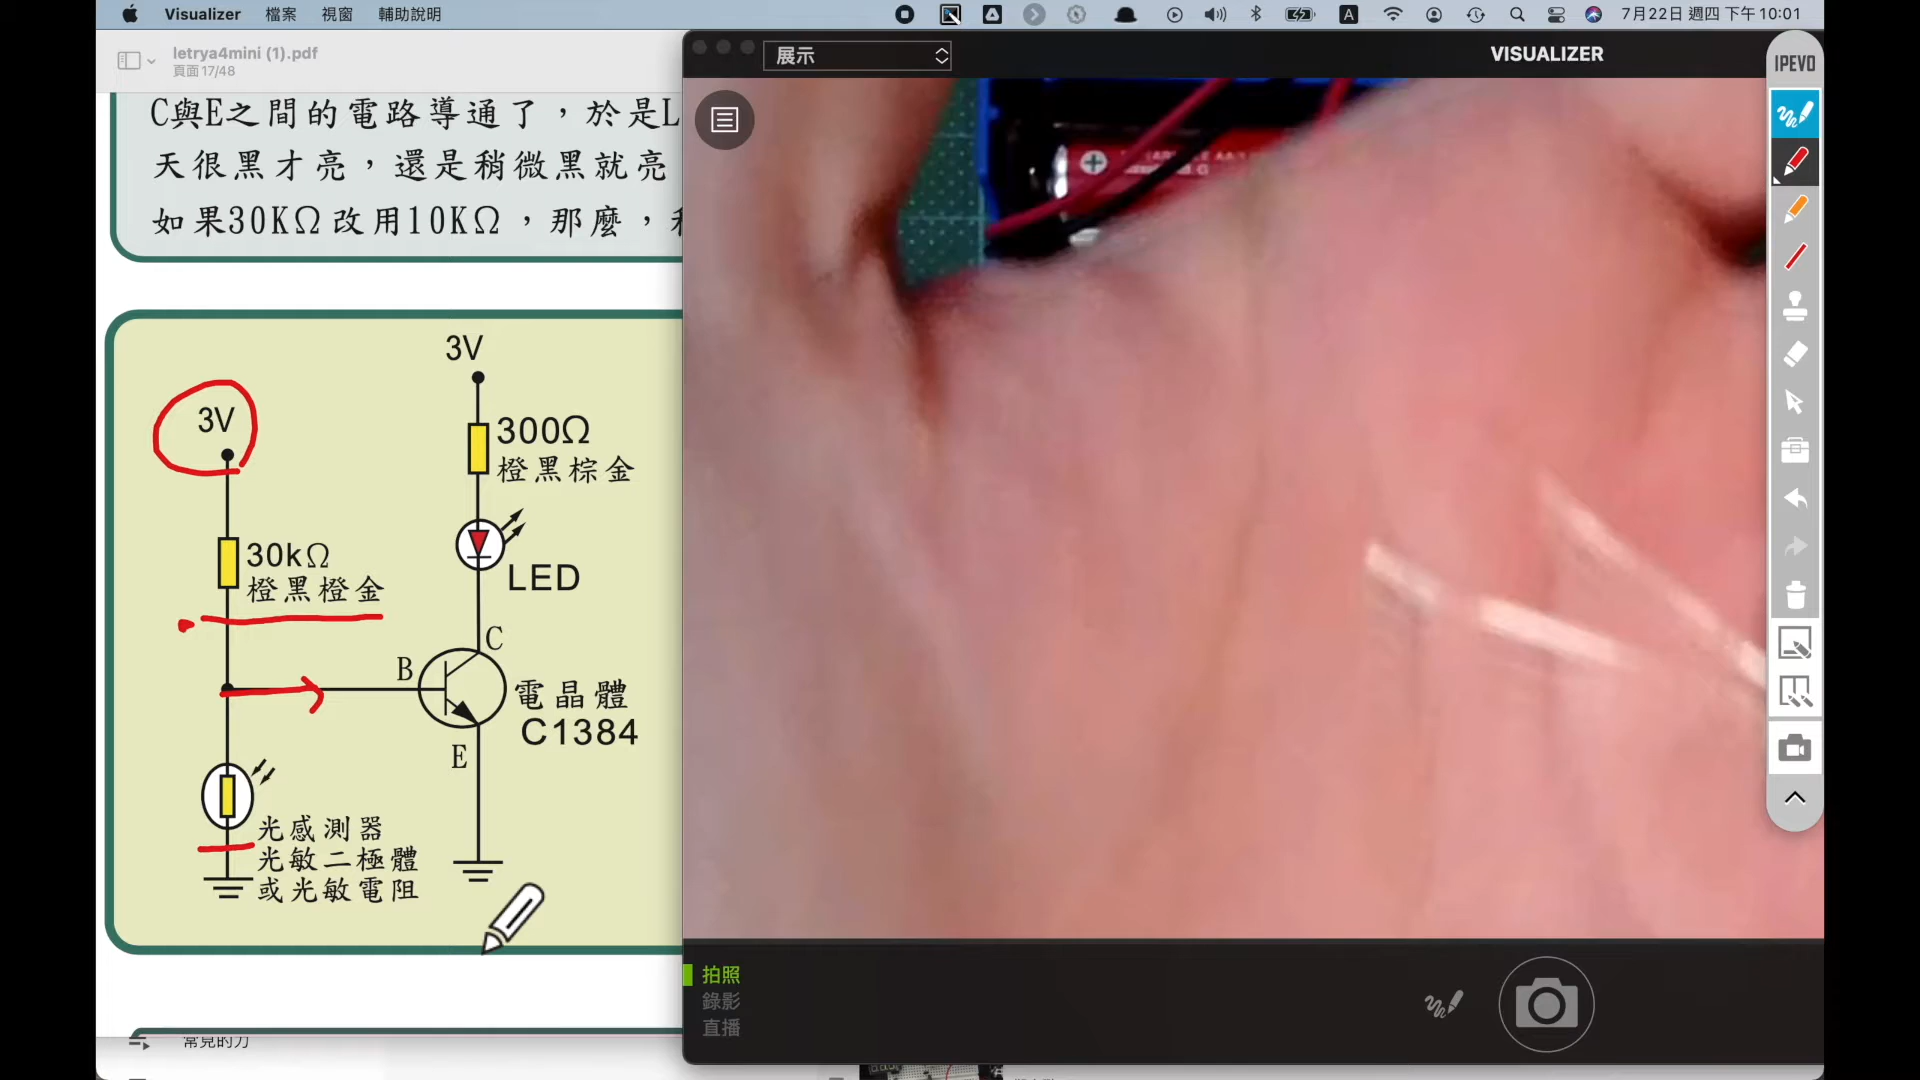 Visualizer 檔案 視窗 輔助說明
A
7月22日 週四 下午10:01
letrya4mini (1).pdf
頁面 17/48
C與E之間的電路導通了，於是L
天很黑才亮，還是稍微黑就亮
如果30KΩ改用10KΩ，那麼，
3V
3V
300Ω
橙黑棕金
30kΩ
橙黑橙金
LED
C
B
電晶體
C1384
E
光感測器
光敏二極體
或光敏電阻
常見的力
展示
VISUALIZER
IPEVO
拍照
錄影
直播